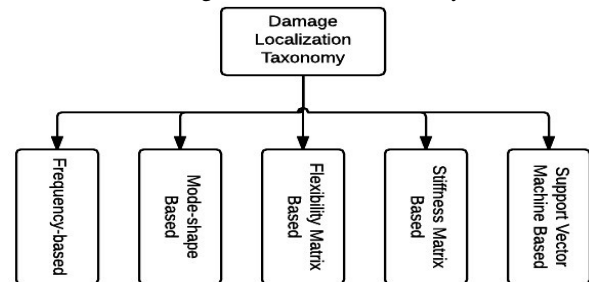 Damage
Localization
Taxonomy
Frequency-based
Mode-shape
Based
Flexibility Matrix
Based
Stiffness Matrix
Based
Support Vector
Machine Based